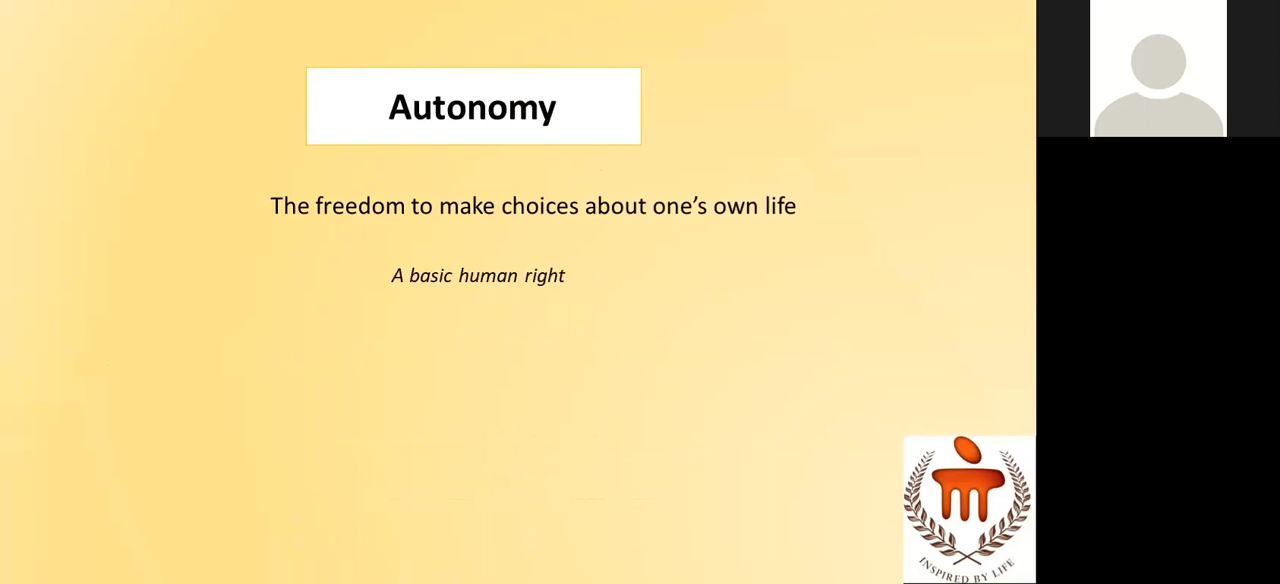 Autonomy
The freedom to make choices about one’s own life
A basic human right
INSPIRED BY LIFE